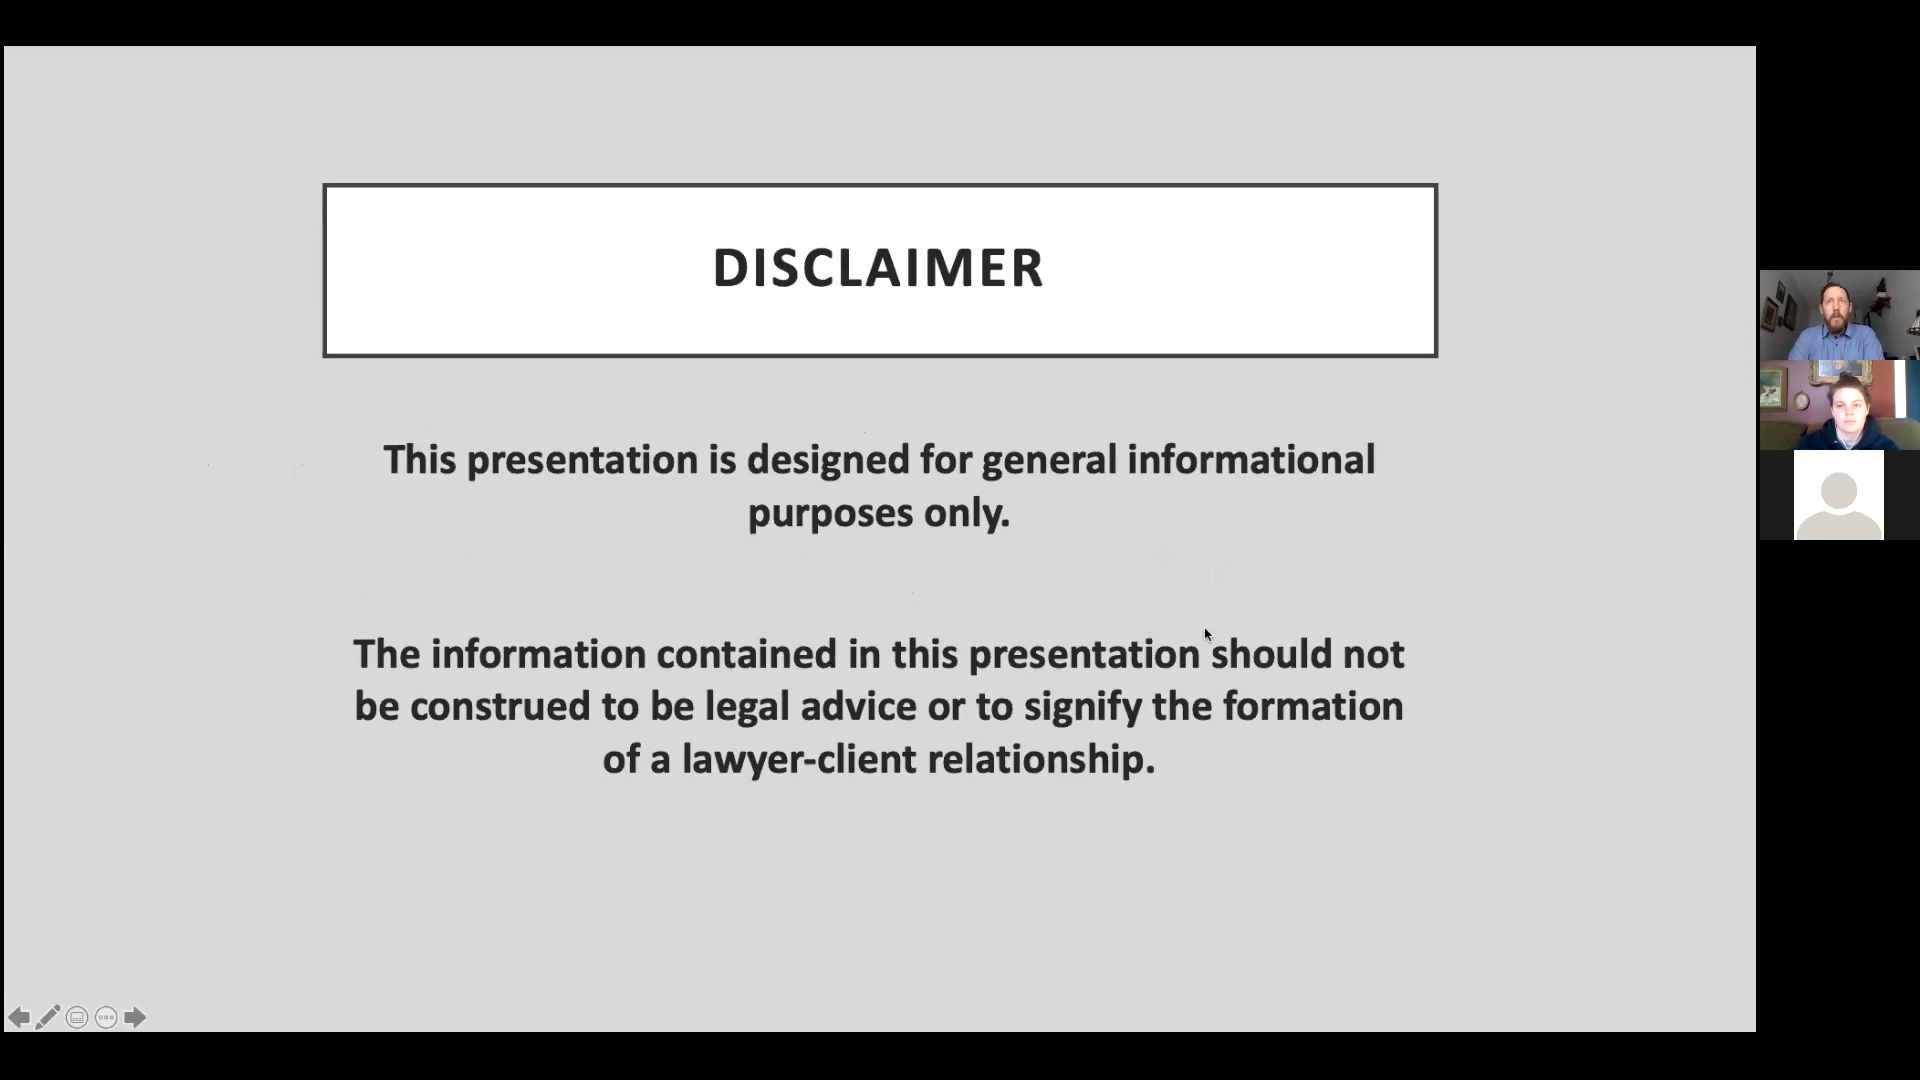 DISCLAIMER
This presentation is designed for general informational
purposes only.
The information contained in this presentation should not
be construed to be legal advice or to signify the formation
of a lawyer-client relationship.